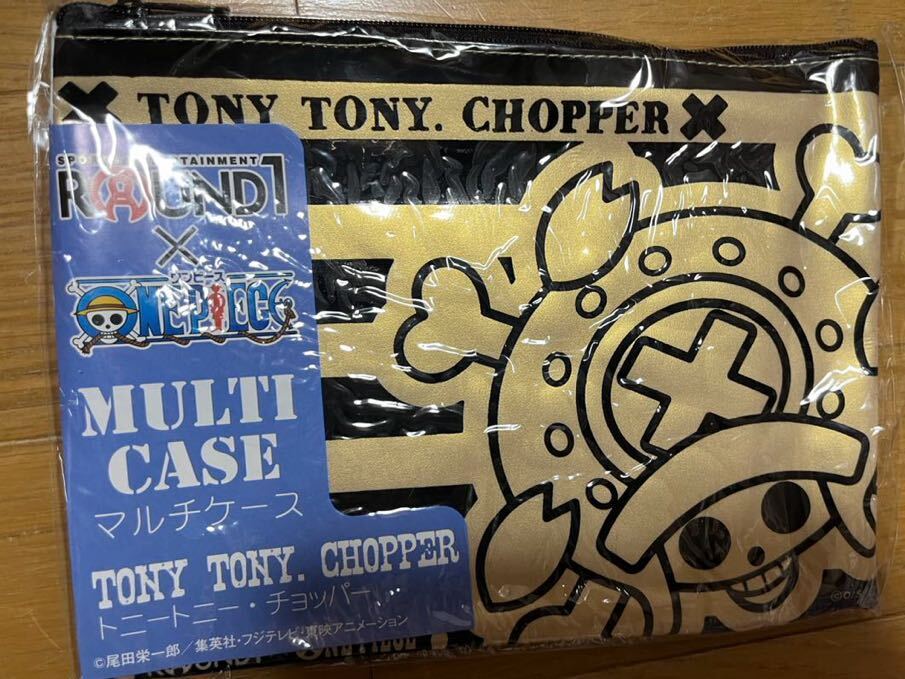 TONY TONY. CHOPPER
ROUND1
×
ワンピース
ONE PIECE
MULTI
CASE
マルチケース
TONY TONY. CHOPPER
トニートニー・チョッパー
©尾田栄一郎／集英社・フジテレビ・東映アニメーション
ONE PIECE